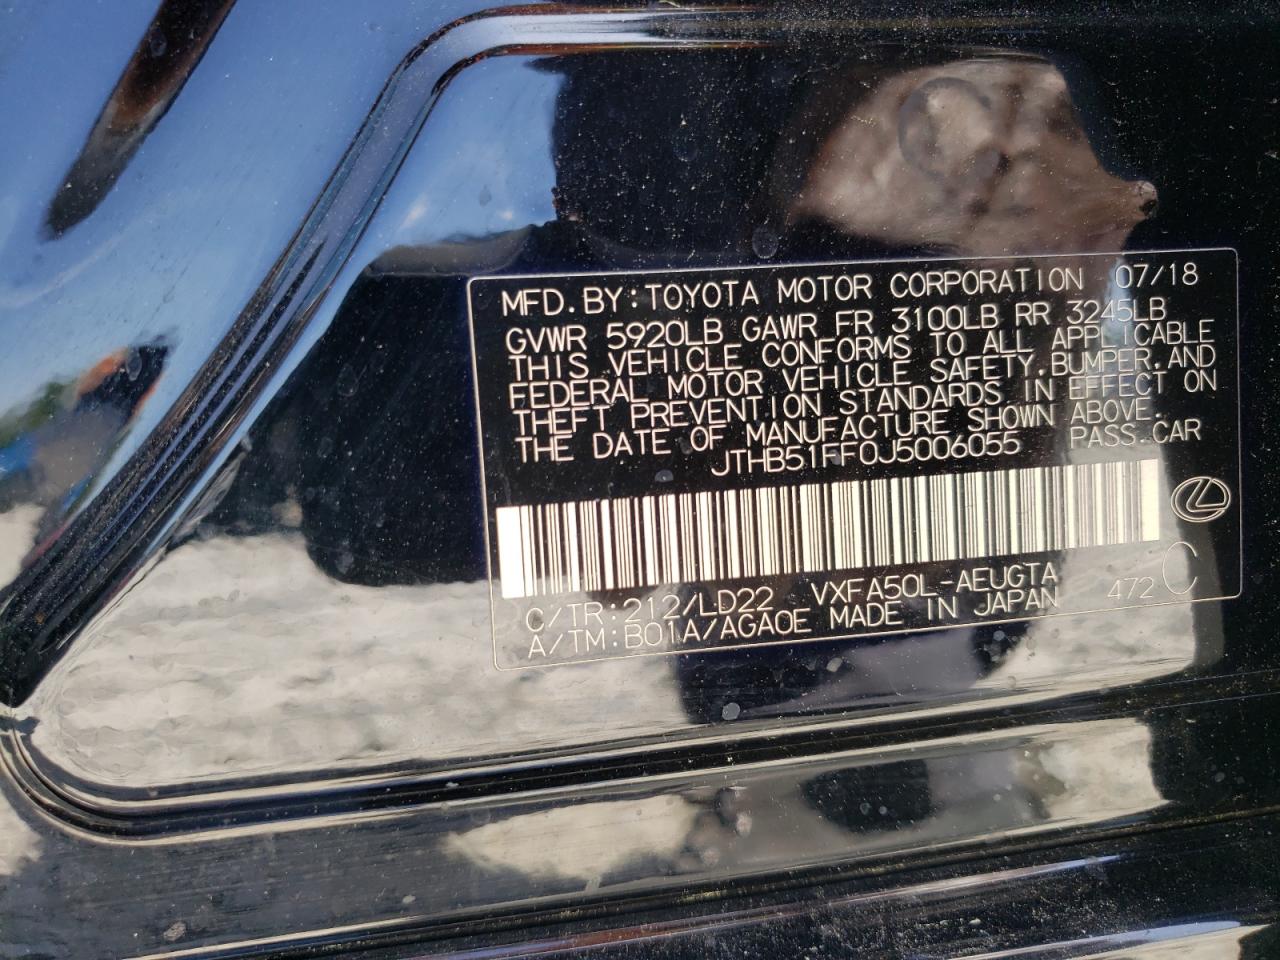 MFD.BY:TOYOTA MOTOR CORPORATION 07/18
GVWR 5920LB GAWR FR 3100LB RR 3245LB
THIS VEHICLE CONFORMS TO ALL APPLICABLE
FEDERAL MOTOR VEHICLE SAFETY,BUMPER,AND
THEFT PREVENTION STANDARDS IN EFFECT ON
THE DATE OF MANUFACTURE SHOWN ABOVE.
JTHB51FF0J5006055 PASS.CAR
C/TR:212/LD22 VXFA50L-AEUGTA 472 C
A/TM:B01A/AGA0E MADE IN JAPAN